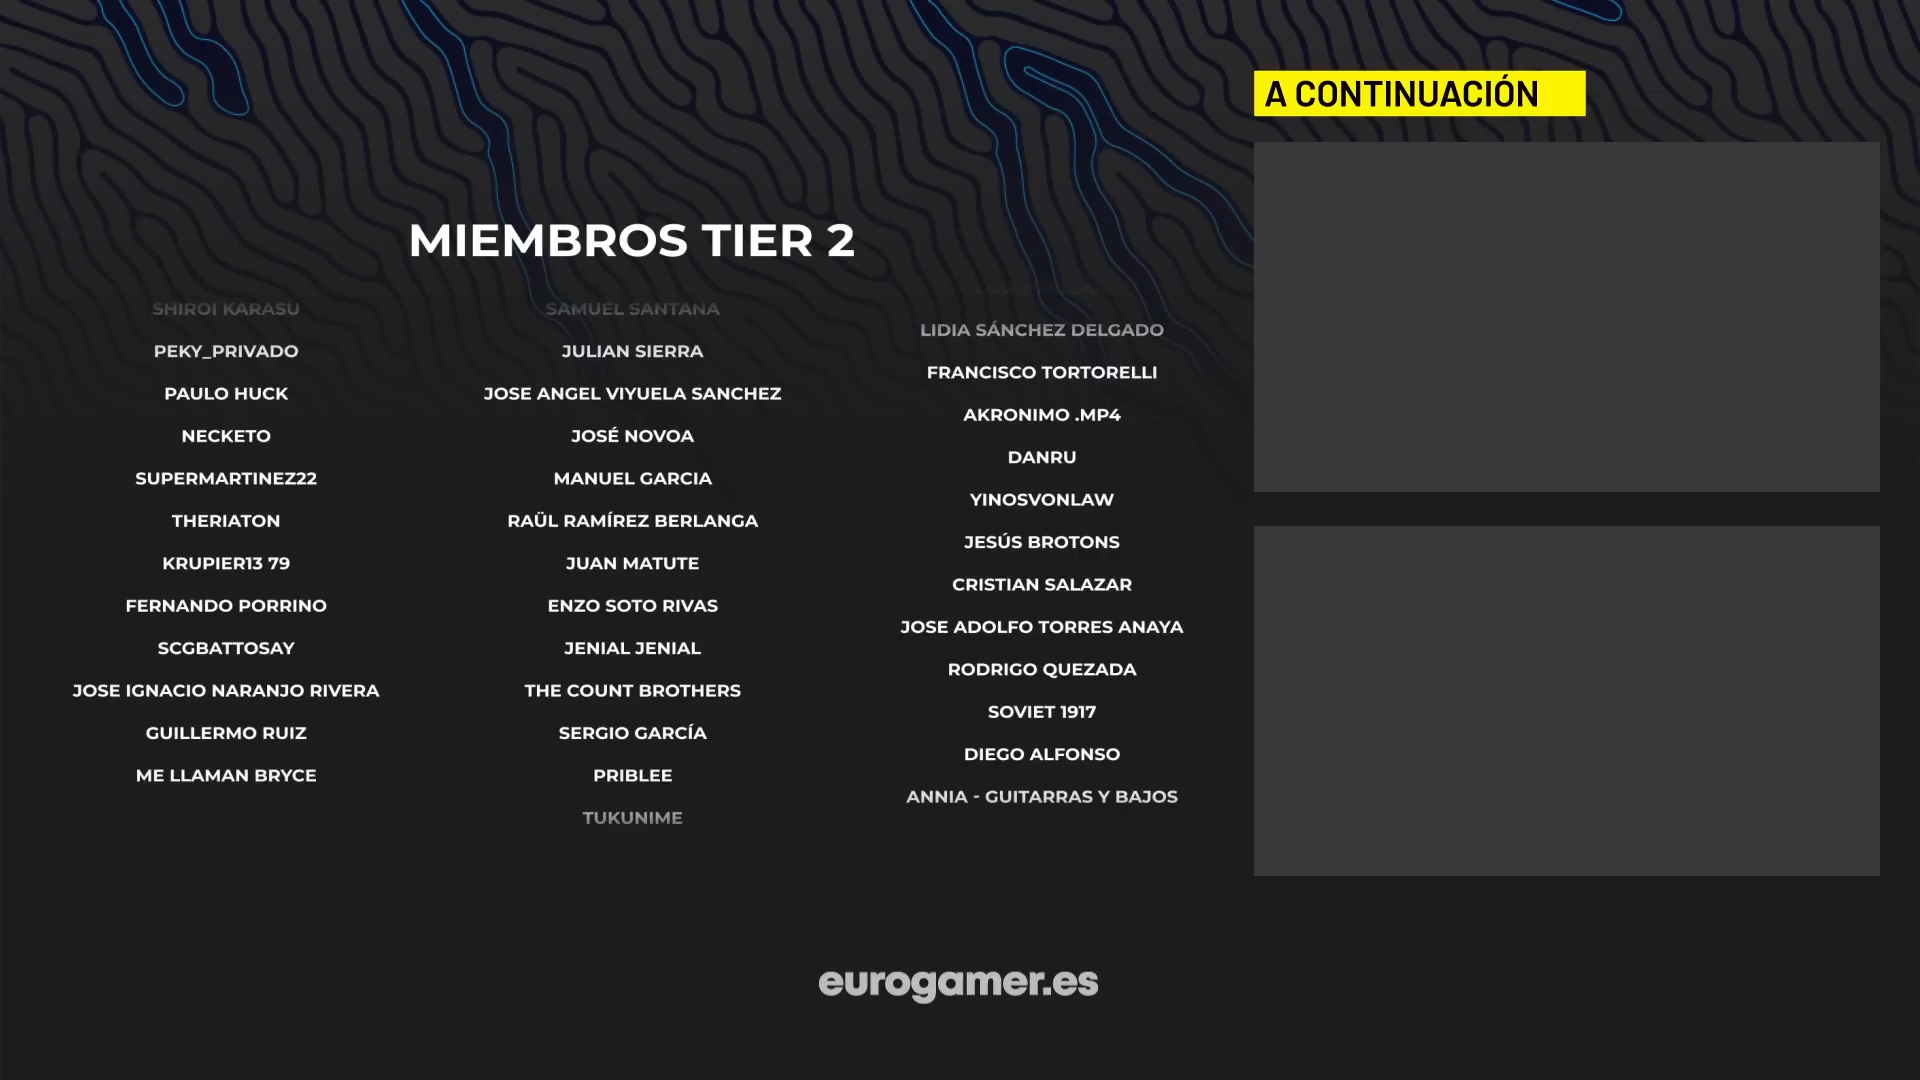 A CONTINUACIÓN
MIEMBROS TIER 2
SHIROI KARASU
PEKY_PRIVADO
PAULO HUCK
NECKETO
SUPERMARTINEZ22
THERIATON
KRUPIER13 79
FERNANDO PORRINO
SCGBATTOSAY
JOSE IGNACIO NARANJO RIVERA
GUILLERMO RUIZ
ME LLAMAN BRYCE
SAMUEL SANTANA
JULIAN SIERRA
JOSE ANGEL VIYUELA SANCHEZ
JOSÉ NOVOA
MANUEL GARCIA
RAÜL RAMÍREZ BERLANGA
JUAN MATUTE
ENZO SOTO RIVAS
JENIAL JENIAL
THE COUNT BROTHERS
SERGIO GARCÍA
PRIBLEE
TUKUNIME
LIDIA SÁNCHEZ DELGADO
FRANCISCO TORTORELLI
AKRONIMO .MP4
DANRU
YINOSVONLAW
JESÚS BROTONS
CRISTIAN SALAZAR
JOSE ADOLFO TORRES ANAYA
RODRIGO QUEZADA
SOVIET 1917
DIEGO ALFONSO
ANNIA - GUITARRAS Y BAJOS
eurogamer.es